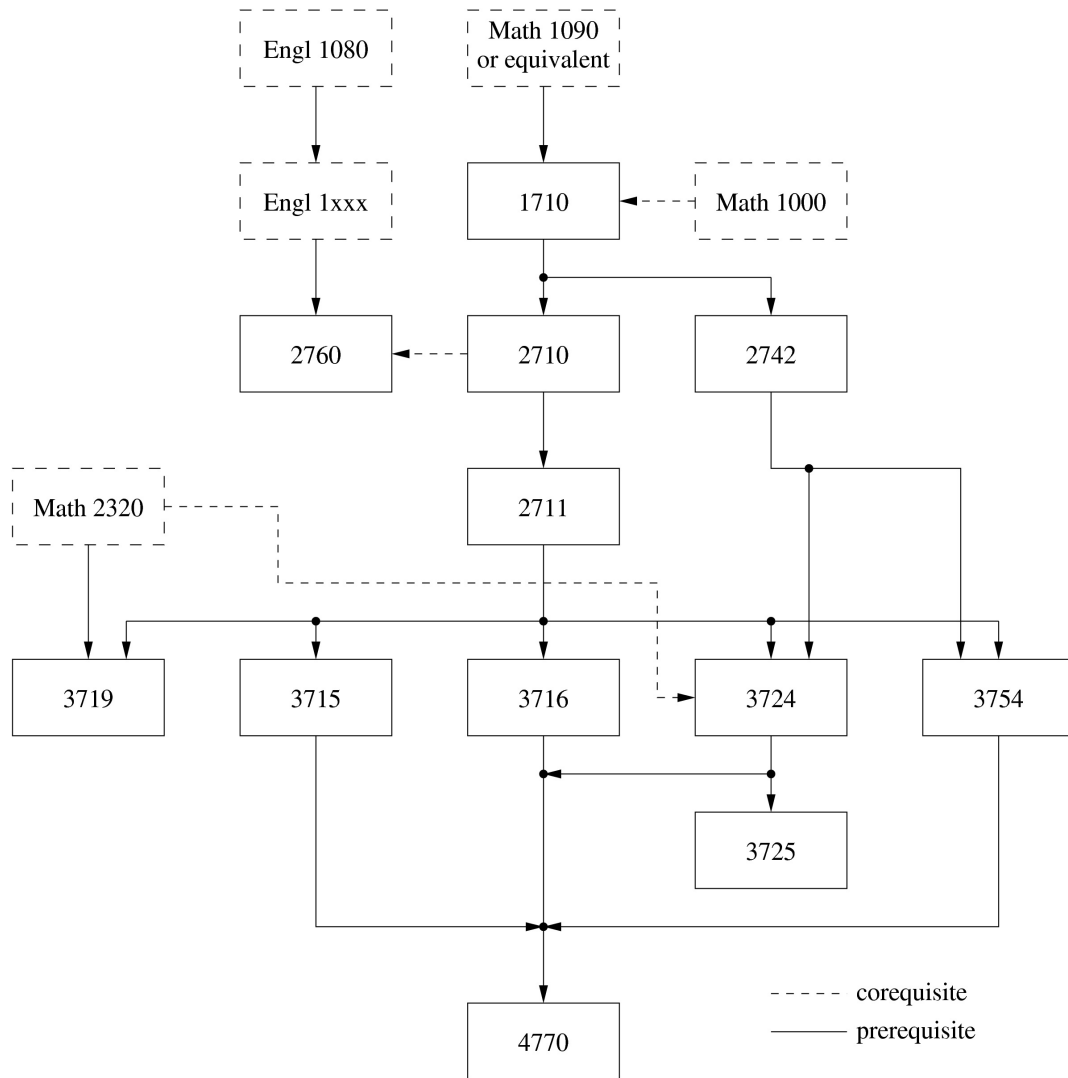 Engl 1080
Math 1090
or equivalent
Engl 1xxx
1710
Math 1000
2760
2710
2742
Math 2320
2711
3719
3715
3716
3724
3754
3725
corequisite
prerequisite
4770